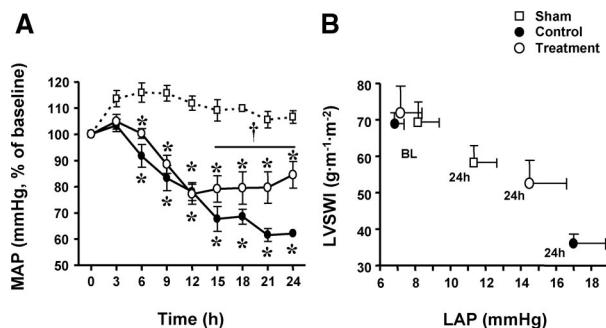 A
MAP (mmHg, % of baseline)
120
110
100
90
80
70
60
50
* * * * * * * *
†
* * * * * * *
0 3 6 9 12 15 18 21 24
Time (h)
B
Sham
Control
Treatment
LVSWI (g·m-1·m-2)
80
70
60
50
40
30
BL
24h
24h
24h
6 8 10 12 14 16 18
LAP (mmHg)